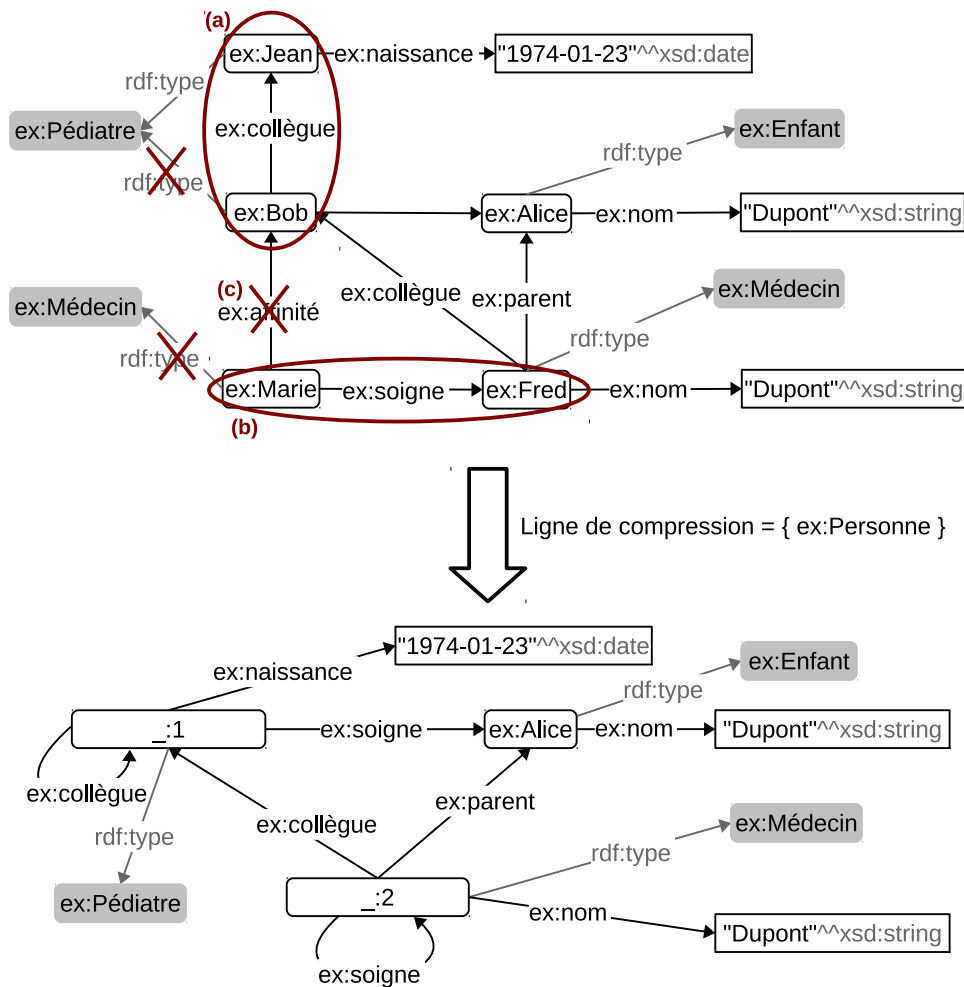 (a)
ex:Jean
ex:naissance
"1974-01-23"^^xsd:date
rdf:type
ex:Pédiatre
ex:collègue
ex:Enfant
rdf:type
rdf:type
ex:Bob
ex:Alice
ex:nom
"Dupont"^^xsd:string
(c)
ex:collègue
ex:Médecin
ex:Médecin
ex:affinité
ex:parent
rdf:type
rdf:type
ex:Marie
ex:soigne
ex:Fred
ex:nom
"Dupont"^^xsd:string
(b)
Ligne de compression = { ex:Personne }
"1974-01-23"^^xsd:date
ex:naissance
ex:Enfant
rdf:type
_:1
ex:soigne
ex:Alice
ex:nom
"Dupont"^^xsd:string
ex:collègue
ex:parent
ex:collègue
ex:Médecin
rdf:type
rdf:type
ex:Pédiatre
_:2
ex:nom
"Dupont"^^xsd:string
ex:soigne